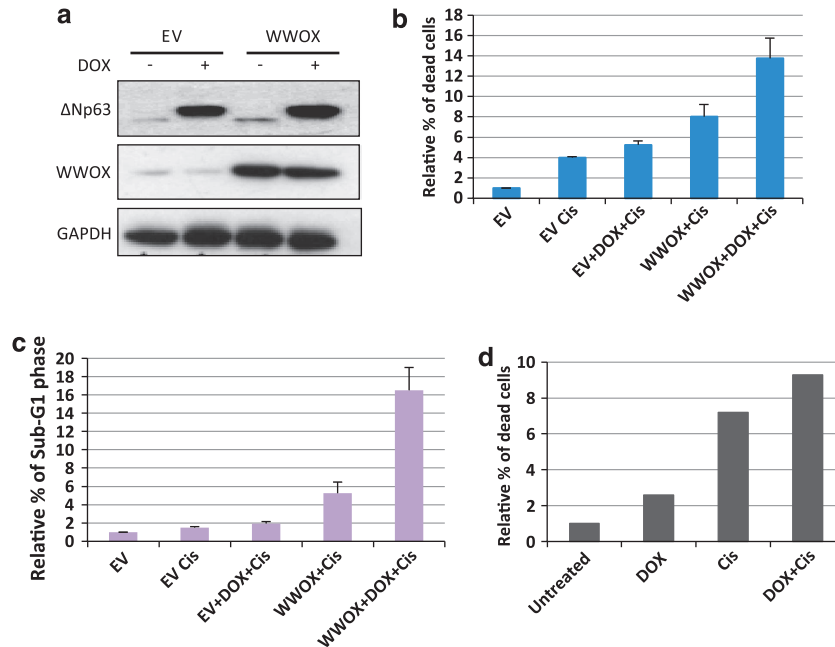 a
EV WWOX
DOX - + - +
ΔNp63
WWOX
GAPDH
b
Relative % of dead cells
18
16
14
12
10
8
6
4
2
0
EV
EV Cis
EV+DOX+Cis
WWOX+Cis
WWOX+DOX+Cis
c
Relative % of Sub-G1 phase
20
18
16
14
12
10
8
6
4
2
0
EV
EV Cis
EV+DOX+Cis
WWOX+Cis
WWOX+DOX+Cis
d
Relative % of dead cells
10
8
6
4
2
0
Untreated
DOX
Cis
DOX+Cis